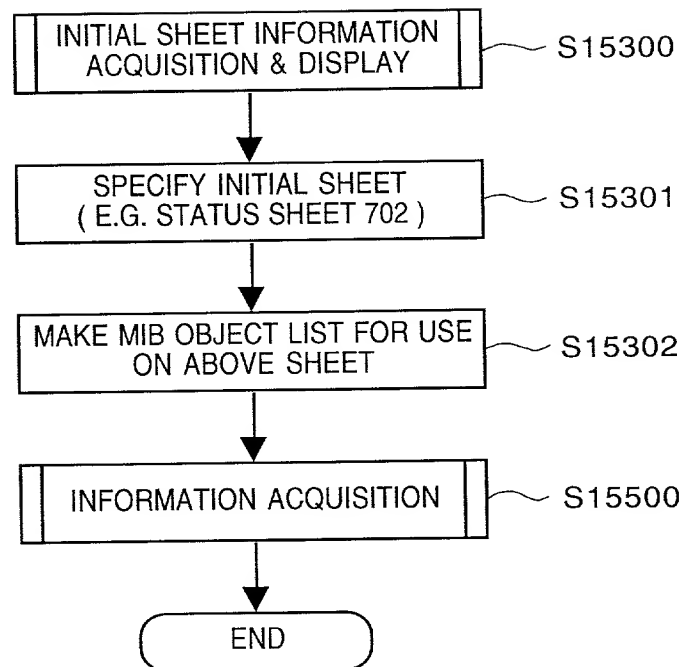 INITIAL SHEET INFORMATION
ACQUISITION & DISPLAY
S15300
SPECIFY INITIAL SHEET
( E.G. STATUS SHEET 702 )
S15301
MAKE MIB OBJECT LIST FOR USE
ON ABOVE SHEET
S15302
INFORMATION ACQUISITION
S15500
END